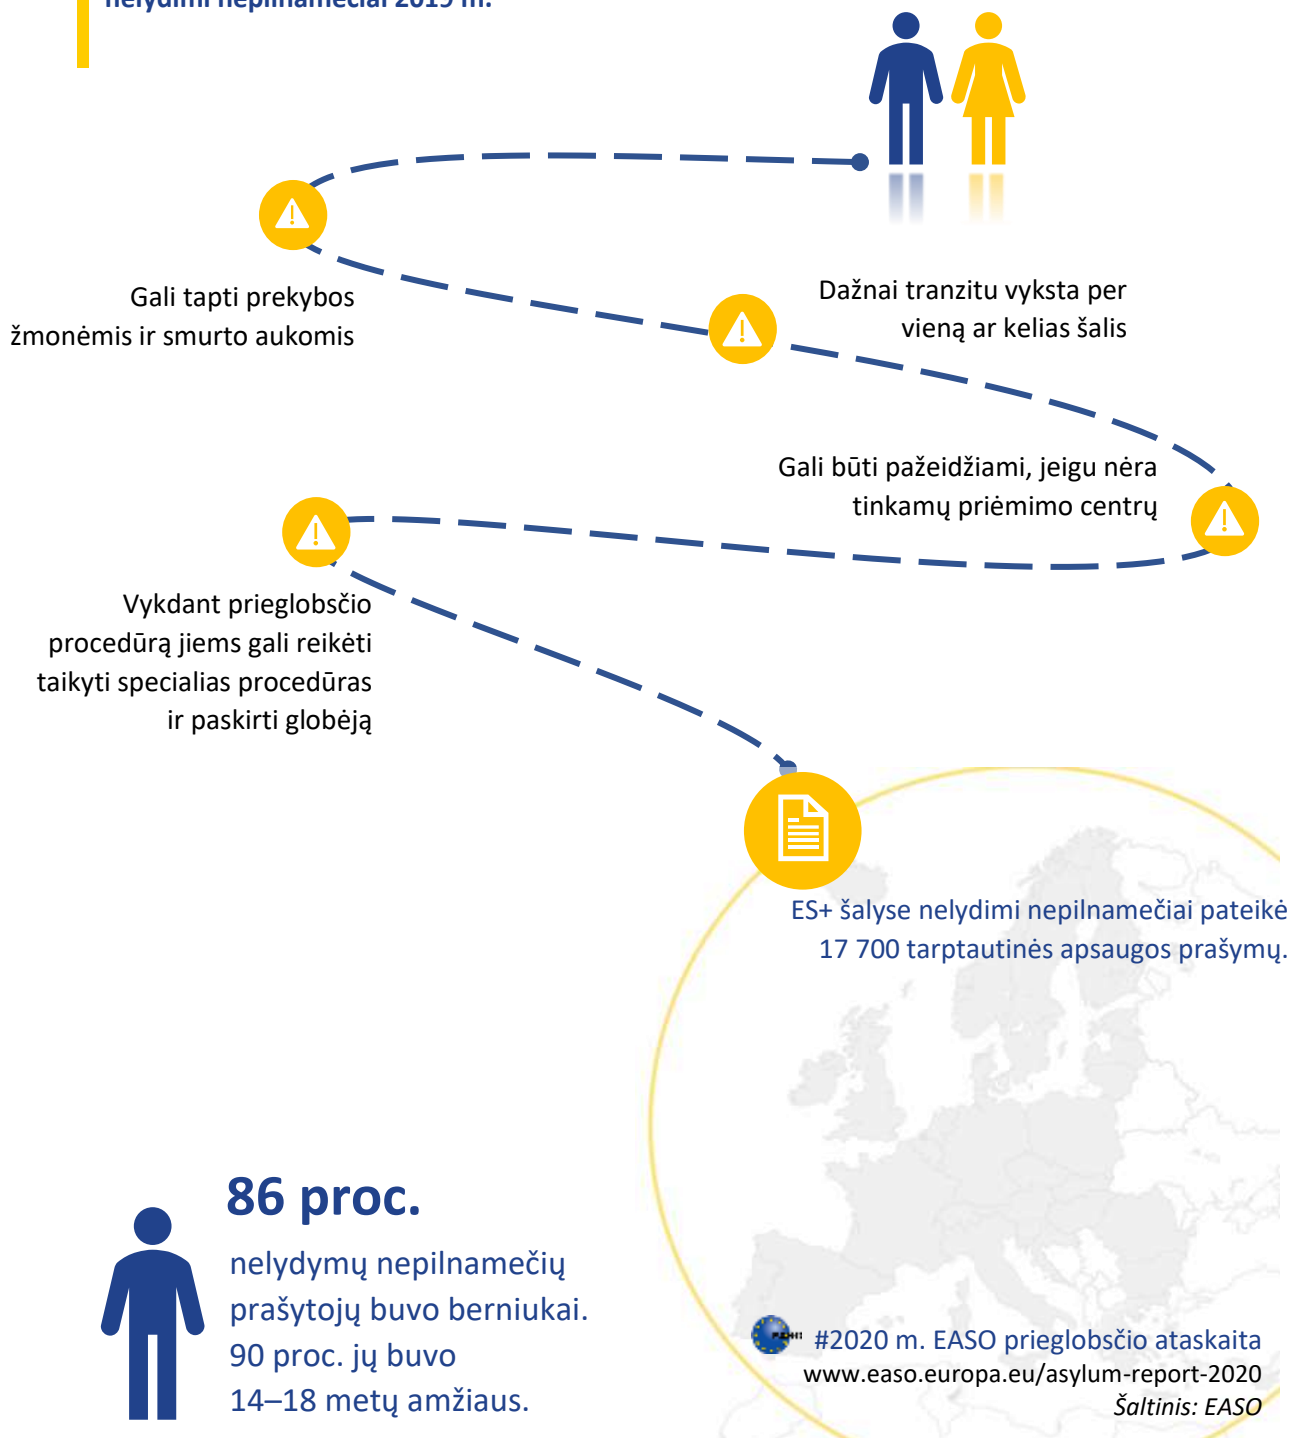 nelydimi nepilnamečiai 2019 m.
Gali tapti prekybos
žmonėmis ir smurto aukomis
Dažnai tranzitu vyksta per
vieną ar kelias šalis
Gali būti pažeidžiami, jeigu nėra
tinkamų priėmimo centrų
Vykdant prieglobsčio
procedūrą jiems gali reikėti
taikyti specialias procedūras
ir paskirti globėją
ES+ šalyse nelydimi nepilnamečiai pateikė
17 700 tarptautinės apsaugos prašymų.
86 proc.
nelydymų nepilnamečių
prašytojų buvo berniukai.
90 proc. jų buvo
14–18 metų amžiaus.
#2020 m. EASO prieglobsčio ataskaita
www.easo.europa.eu/asylum-report-2020
Šaltinis: EASO